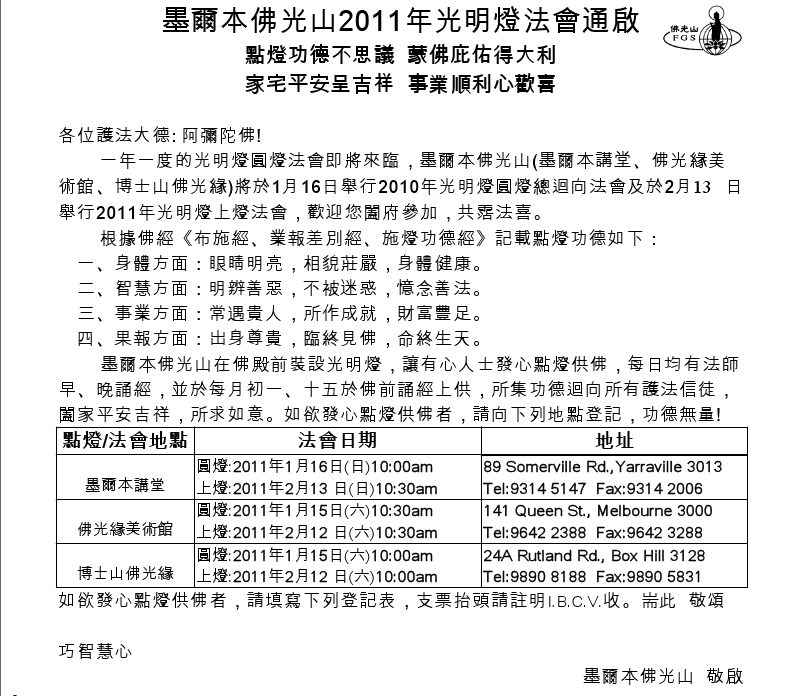 墨爾本佛光山2011年光明燈法會通啟
佛光山
FGS
點燈功德不思議 蒙佛庇佑得大利
家宅平安呈吉祥 事業順利心歡喜
各位護法大德: 阿彌陀佛!
一年一度的光明燈圓燈法會即將來臨，墨爾本佛光山(墨爾本講堂、佛光緣美
術館、博士山佛光緣)將於1月16日舉行2010年光明燈圓燈總迴向法會及於2月13 日
舉行2011年光明燈上燈法會，歡迎您闔府參加，共霑法喜。
根據佛經《布施經、業報差別經、施燈功德經》記載點燈功德如下：
一、身體方面：眼睛明亮，相貌莊嚴，身體健康。
二、智慧方面：明辨善惡，不被迷惑，憶念善法。
三、事業方面：常遇貴人，所作成就，財富豐足。
四、果報方面：出身尊貴，臨終見佛，命終生天。
墨爾本佛光山在佛殿前裝設光明燈，讓有心人士發心點燈供佛，每日均有法師
早、晚誦經，並於每月初一、十五於佛前誦經上供，所集功德迴向所有護法信徒，
闔家平安吉祥，所求如意。如欲發心點燈供佛者，請向下列地點登記，功德無量!
點燈/法會地點 法會日期 地址
墨爾本講堂
圓燈:2011年1月16日(日)10:00am
上燈:2011年2月13 日(日)10:30am
89 Somerville Rd.,Yarraville 3013
Tel:9314 5147 Fax:9314 2006
佛光緣美術館
圓燈:2011年1月15日(六)10:30am
上燈:2011年2月12 日(六)10:30am
141 Queen St., Melbourne 3000
Tel:9642 2388 Fax:9642 3288
博士山佛光緣
圓燈:2011年1月15日(六)10:00am
上燈:2011年2月12 日(六)10:00am
24A Rutland Rd., Box Hill 3128
Tel:9890 8188 Fax:9890 5831
如欲發心點燈供佛者，請填寫下列登記表，支票抬頭請註明I.B.C.V.收。耑此 敬頌
巧智慧心
墨爾本佛光山 敬啟